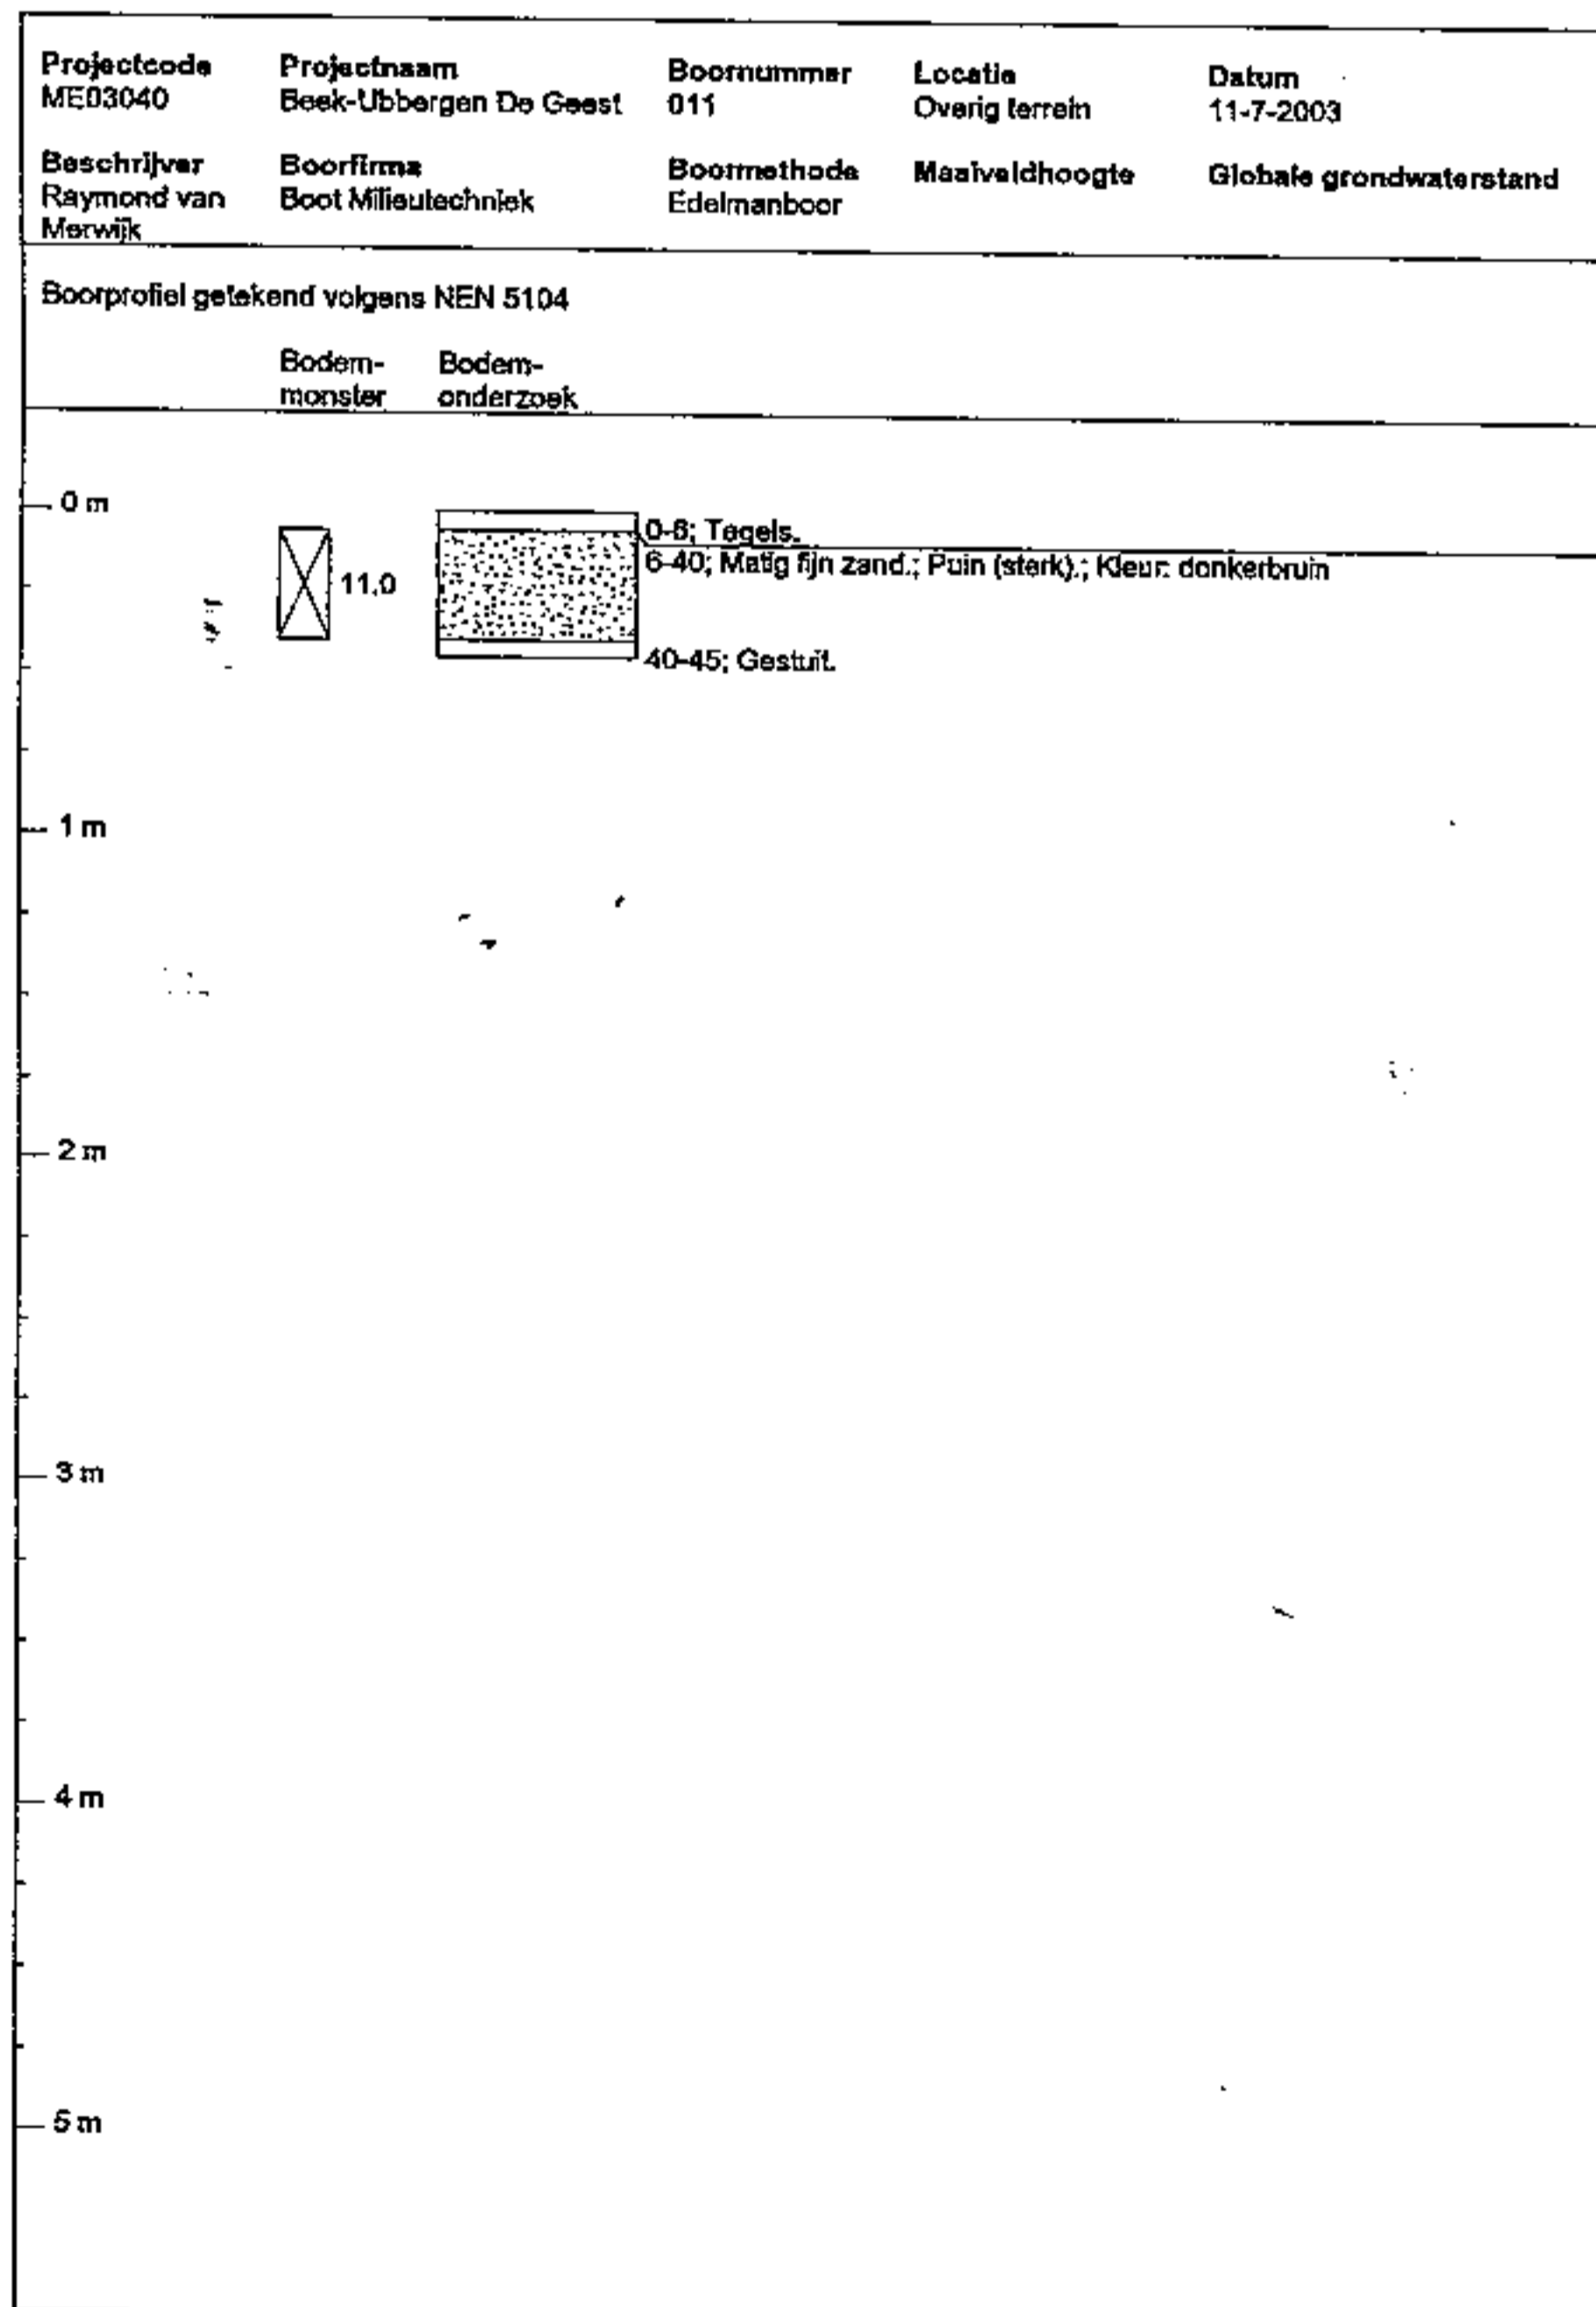 Projectcode Projectnaam Boornummer Locatie Datum
ME03040 Beek-Ubbergen De Geest 011 Overig terrein 11-7-2003
Beschrijver Boorfirma Boormethode Maaiveldhoogte Globale grondwaterstand
Raymond van Boot Milieutechniek Edelmanboor
Merwijk
Boorprofiel getekend volgens NEN 5104
Bodem- Bodem-
monster onderzoek
0 m
0-6; Tegels.
6-40; Matig fijn zand.; Puin (sterk).; Kleur: donkerbruin
11,0
40-45; Gestuit.
1 m
2 m
3 m
4 m
5 m